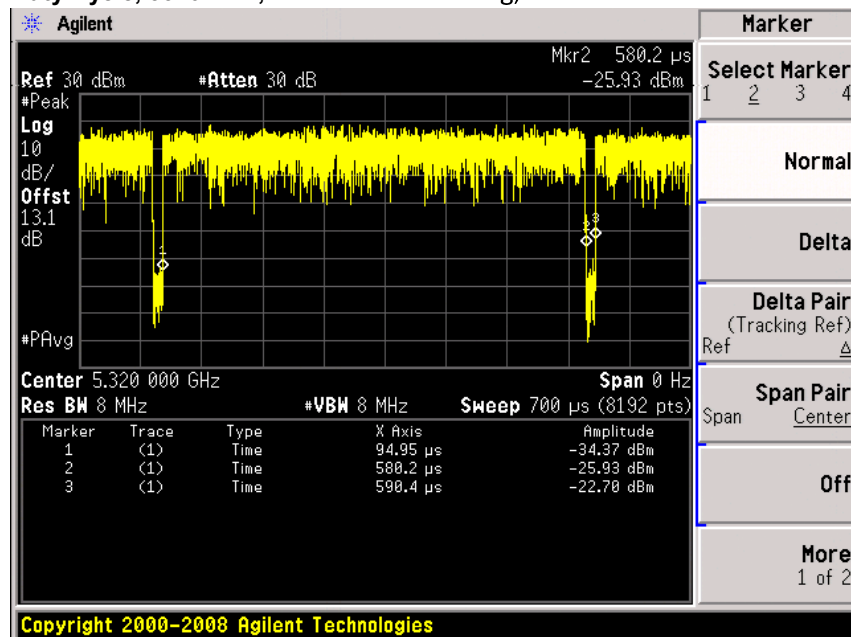 Agilent
Marker
Mkr2 580.2 µs
Ref 30 dBm #Atten 30 dB -25.93 dBm
#Peak
Log
10
dB/
Offst
13.1
dB
#PAvg
1
2
3
Center 5.320 000 GHz Span 0 Hz
Res BW 8 MHz #VBW 8 MHz Sweep 700 µs (8192 pts)
Marker Trace Type X Axis Amplitude
1 (1) Time 94.95 µs -34.37 dBm
2 (1) Time 580.2 µs -25.93 dBm
3 (1) Time 590.4 µs -22.70 dBm
Select Marker
1 2 3 4
Normal
Delta
Delta Pair
(Tracking Ref)
Ref Δ
Span Pair
Span Center
Off
More
1 of 2
Copyright 2000-2008 Agilent Technologies